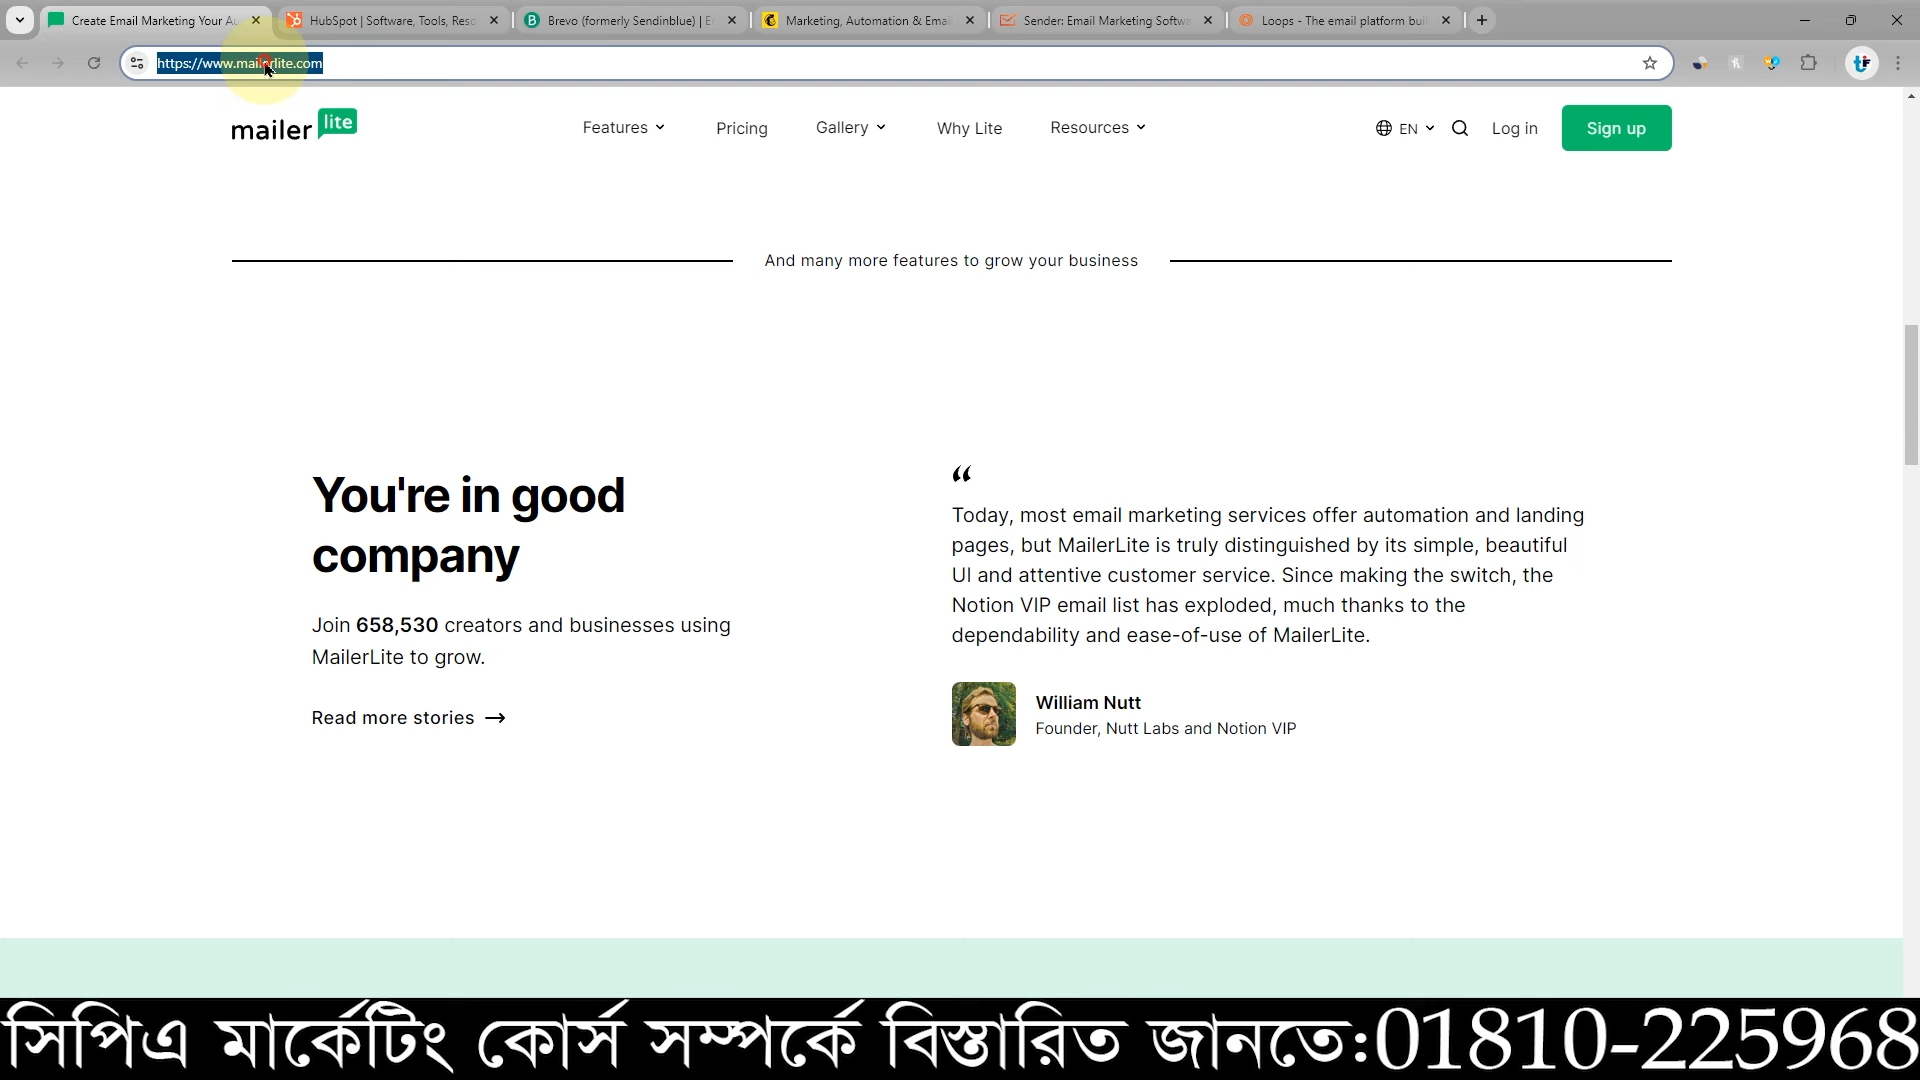 Create Email Marketing Your Au
HubSpot | Software, Tools, Reso
Brevo (formerly Sendinblue) | E
Marketing, Automation & Email
Sender: Email Marketing Softwa
Loops - The email platform buil
https://www.mailerlite.com
mailer lite
Features
Pricing
Gallery
Why Lite
Resources
EN
Log in
Sign up
And many more features to grow your business
You're in good
company
Join 658,530 creators and businesses using
MailerLite to grow.
Read more stories →
“
Today, most email marketing services offer automation and landing
pages, but MailerLite is truly distinguished by its simple, beautiful
UI and attentive customer service. Since making the switch, the
Notion VIP email list has exploded, much thanks to the
dependability and ease-of-use of MailerLite.
William Nutt
Founder, Nutt Labs and Notion VIP
সিপিএ মার্কেটিং কোর্স সম্পর্কে বিস্তারিত জানতেঃ01810-225968